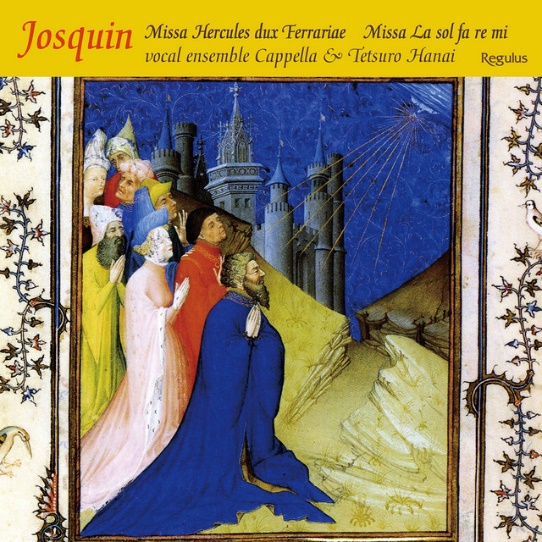 Josquin Missa Hercules dux Ferrariae Missa La sol fa re mi
vocal ensemble Cappella & Tetsuro Hanai Regulus